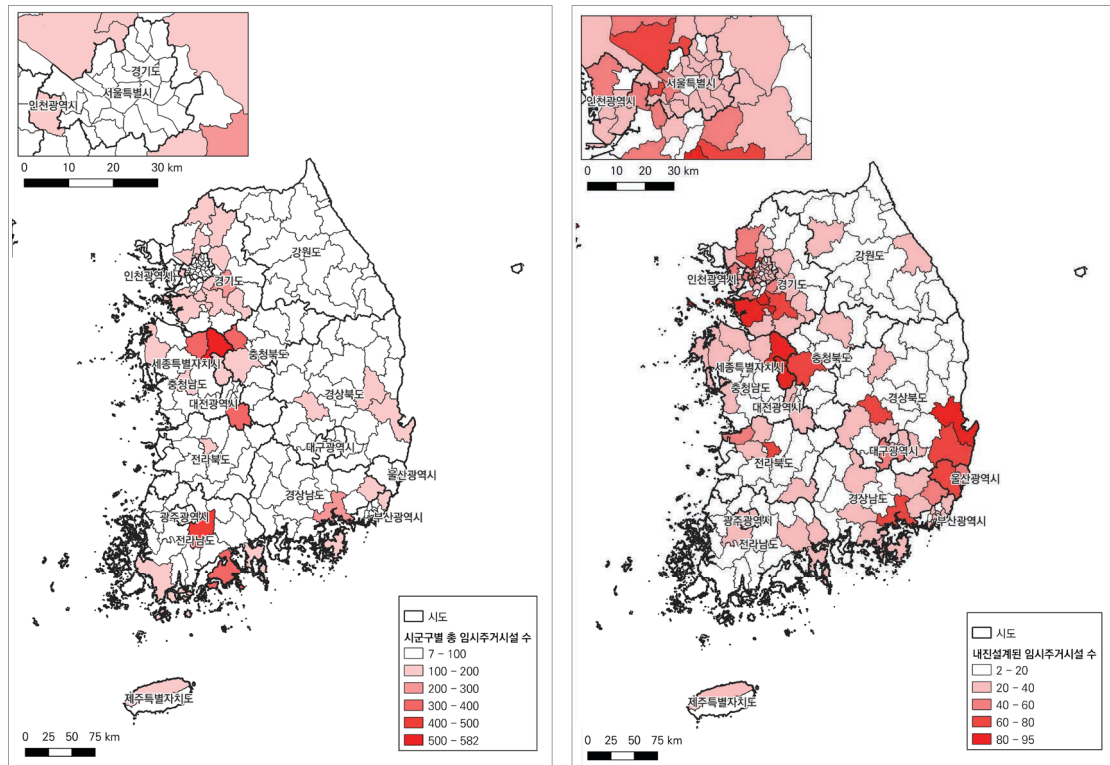 경기도
서울특별시
인천광역시
0 10 20 30 km
강원도
인천광역시
경기도
충청북도
세종특별자치시
충청남도
경상북도
대전광역시
대구광역시
전라북도
울산광역시
경상남도
광주광역시
부산광역시
전라남도
제주특별자치도
시도
시군구별 총 임시주거시설 수
7 – 100
100 – 200
200 – 300
300 – 400
400 – 500
500 – 582
0 25 50 75 km
서울특별시
인천광역시
0 10 20 30 km
강원도
인천광역시
경기도
충청북도
세종특별자치시
충청남도
경상북도
대전광역시
대구광역시
전라북도
울산광역시
경상남도
광주광역시
부산광역시
전라남도
제주특별자치도
시도
내진설계된 임시주거시설 수
2 – 20
20 – 40
40 – 60
60 – 80
80 – 95
0 25 50 75 km